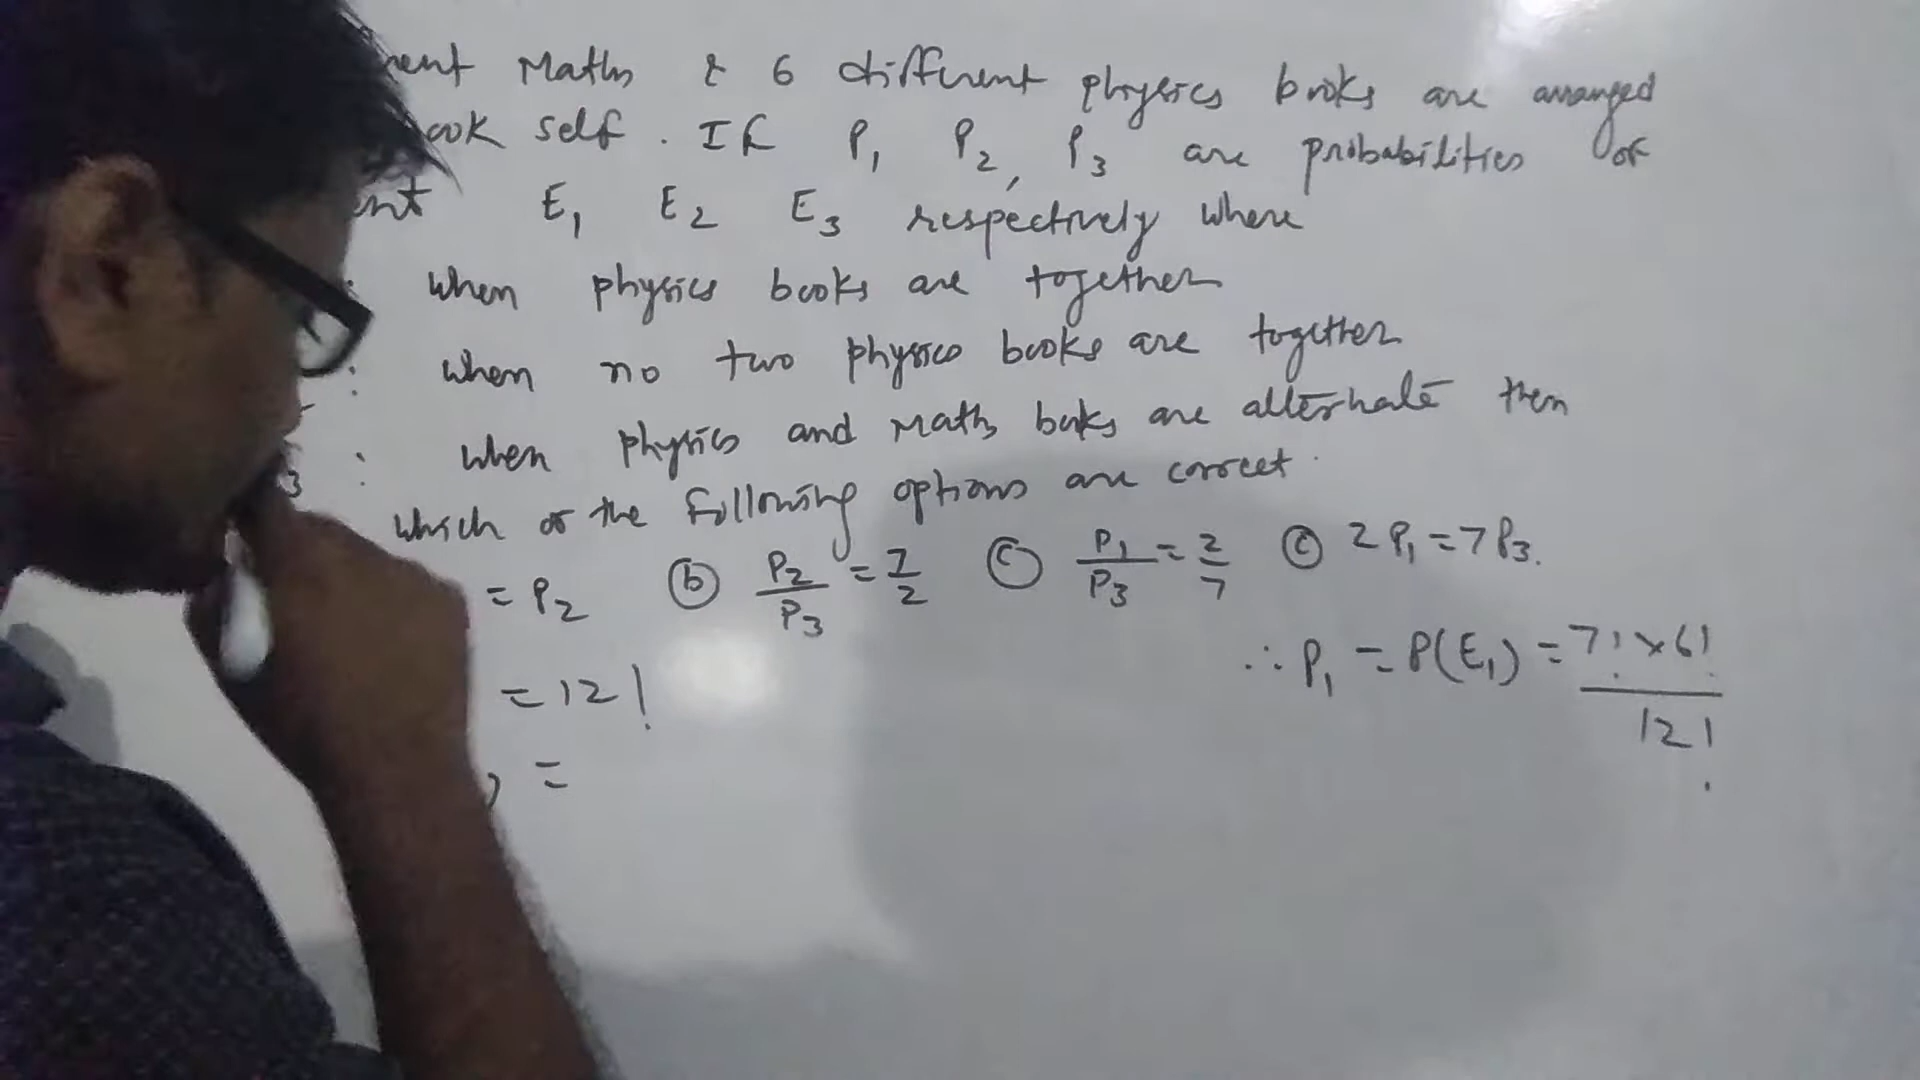 Maths & 6 different physics books are arranged
self. If P₁ P₂, P₃ are probabilities of
E₁ E₂ E₃ respectively where
: when physics books are together
: when no two physics books are together
3 : when physics and Maths books are alternate then
which of the following options are correct.
= P₂ (b) P₂/P₃ = 7/2 (c) P₁/P₃ = 2/7 (c) 2P₁ = 7P₃.
= 12! ∴ P₁ = P(E₁) = 7! × 6! / 12!
) =